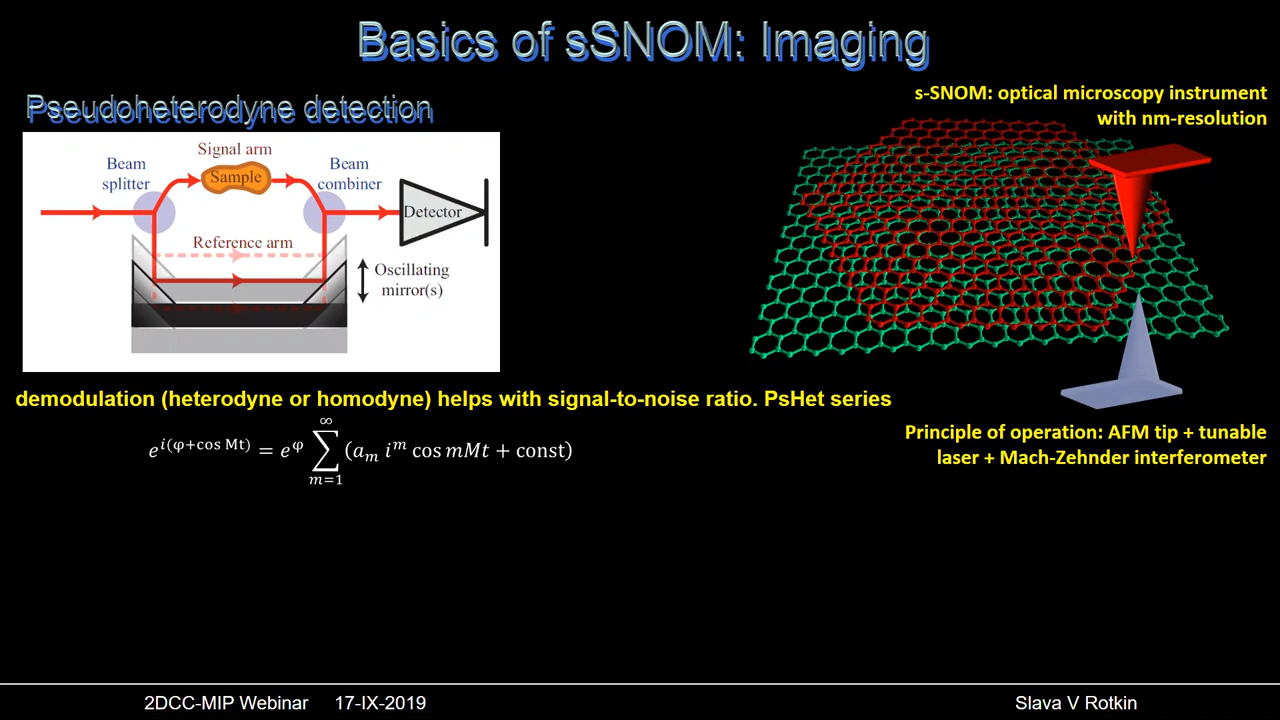 Basics of sSNOM: Imaging
Pseudoheterodyne detection
s-SNOM: optical microscopy instrument
with nm-resolution
Signal arm
Beam
splitter
Sample
Beam
combiner
Detector
Reference arm
Oscillating
mirror(s)
demodulation (heterodyne or homodyne) helps with signal-to-noise ratio. PsHet series
e^{i(φ+cos Mt)} = e^φ ∑_{m=1}^{∞} (a_m i^m cos mMt + const)
Principle of operation: AFM tip + tunable
laser + Mach-Zehnder interferometer
2DCC-MIP Webinar 17-IX-2019 Slava V Rotkin